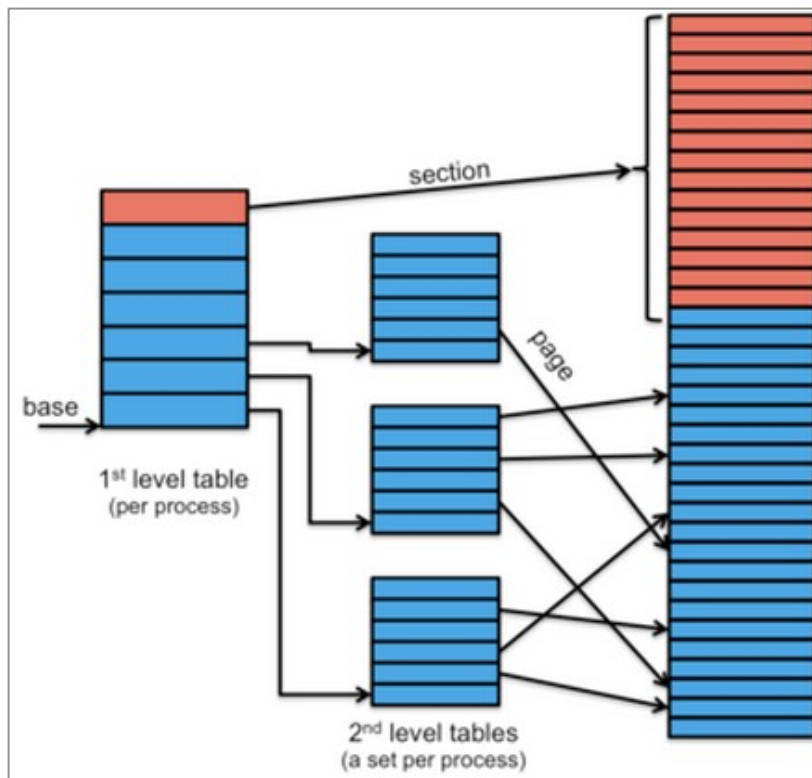 section
page
base
1st level table
(per process)
2nd level tables
(a set per process)